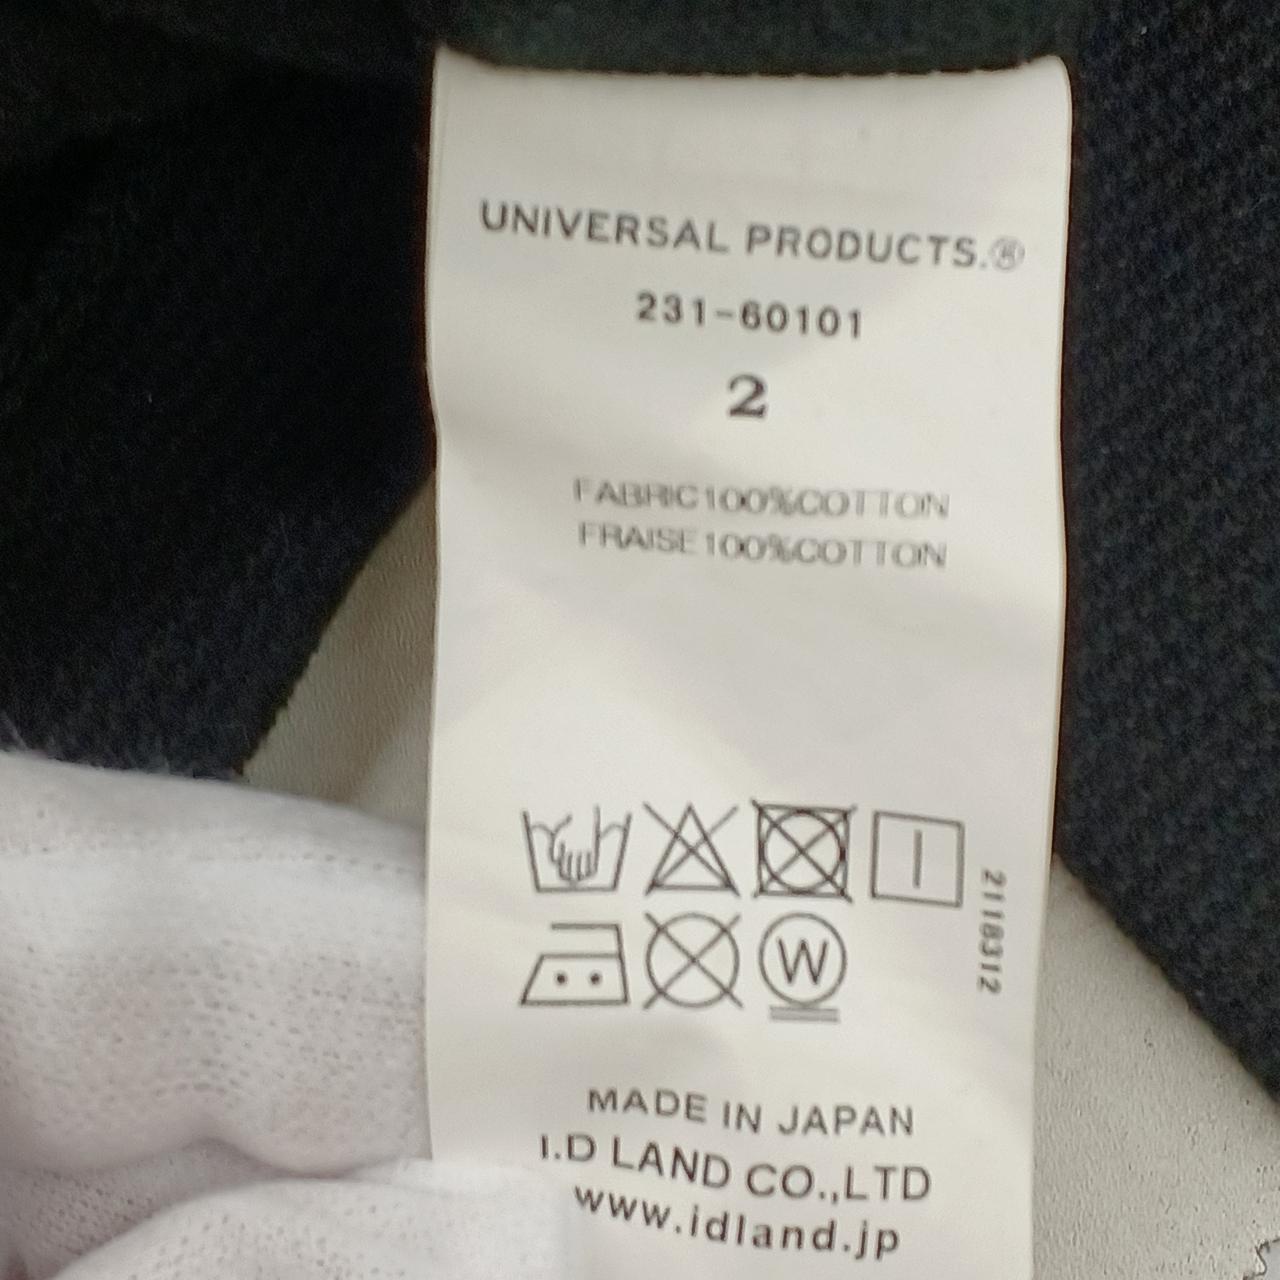 UNIVERSAL PRODUCTS.®
231-60101
2
FABRIC100%COTTON
FRAISE100%COTTON
W
2118312
MADE IN JAPAN
I.D LAND CO.,LTD
www.idland.jp